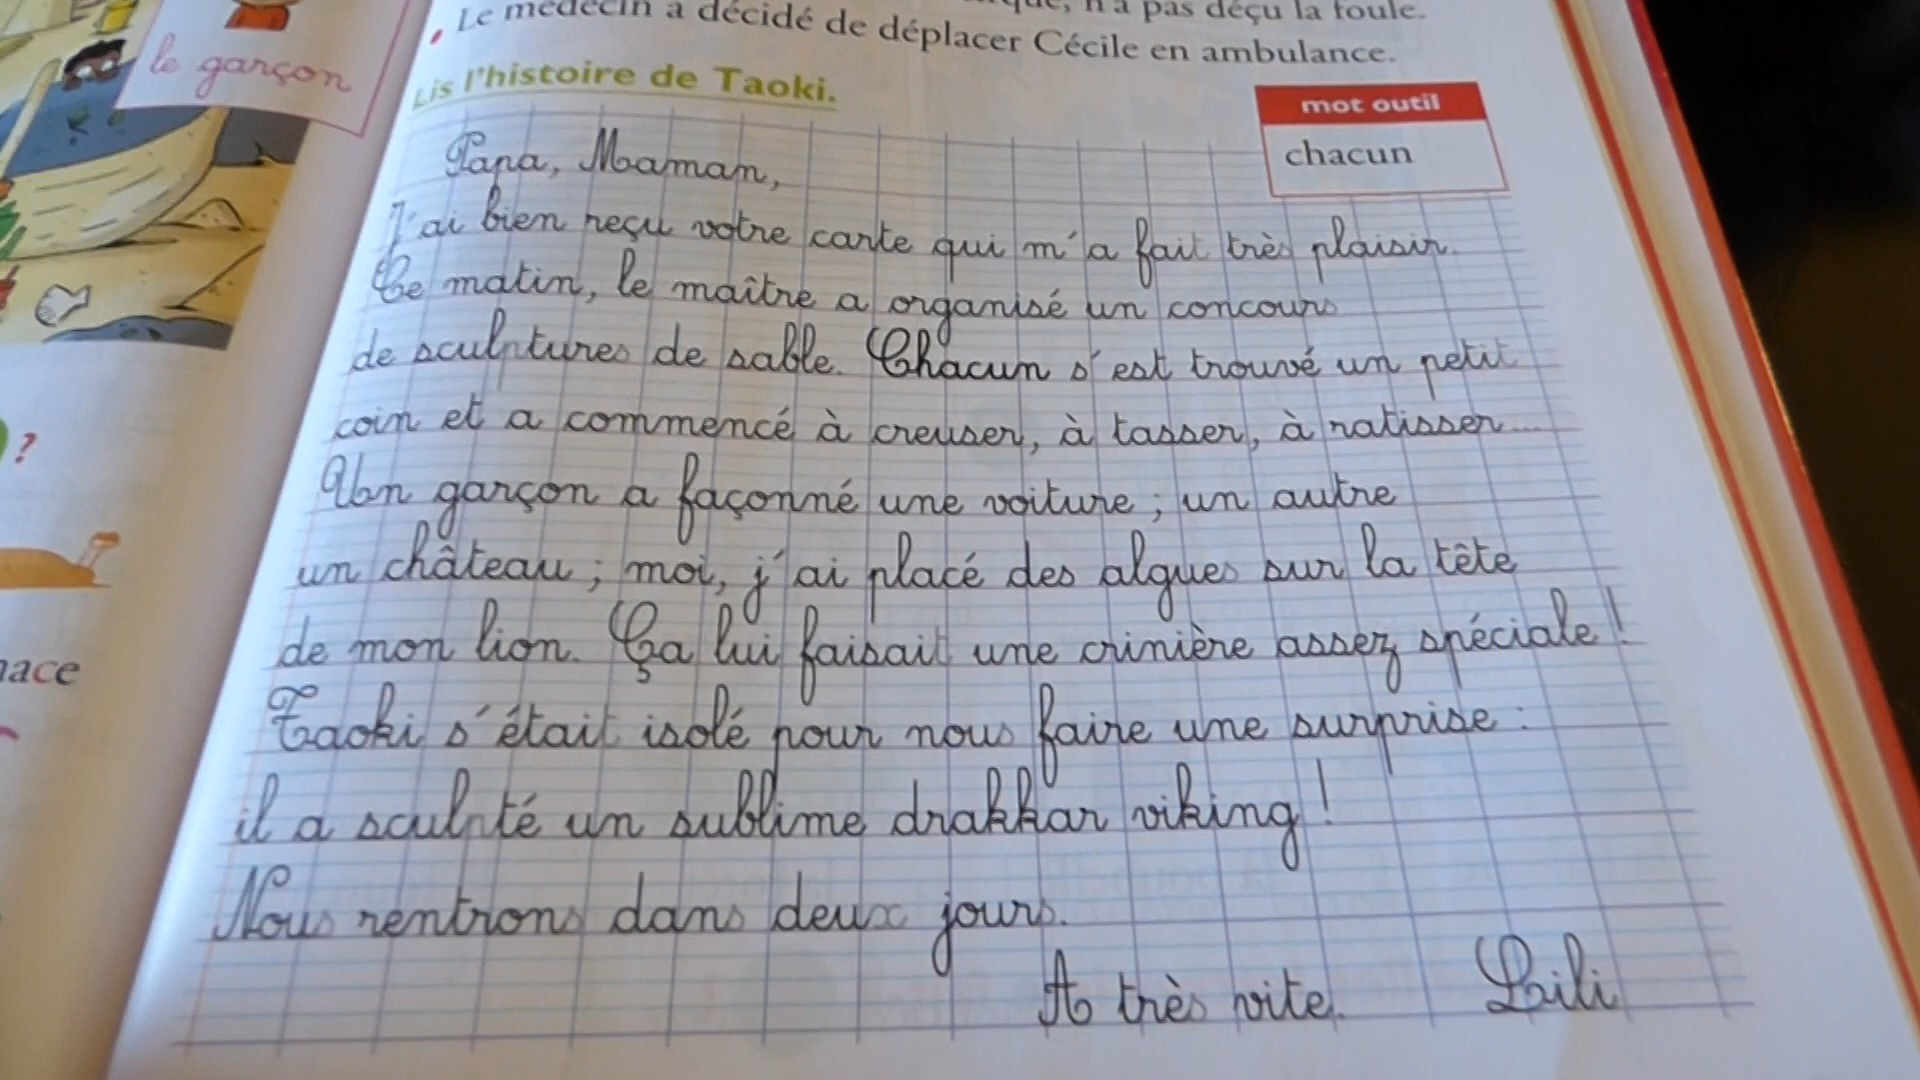 n'a pas déçu la foule.
Le médecin a décidé de déplacer Cécile en ambulance.
le garçon
Lis l'histoire de Taoki.
mot outil
chacun
Papa, Maman,
J'ai bien reçu votre carte qui m'a fait très plaisir.
Ce matin, le maître a organisé un concours
de sculptures de sable. Chacun s'est trouvé un petit
coin et a commencé à creuser, à tasser, à ratisser...
Un garçon a façonné une voiture ; un autre
un château ; moi, j'ai placé des algues sur la tête
de mon lion. Ça lui faisait une crinière assez spéciale !
Taoki s'était isolé pour nous faire une surprise :
il a sculpté un sublime drakkar viking !
Nous rentrons dans deux jours.
A très vite. Lili
?